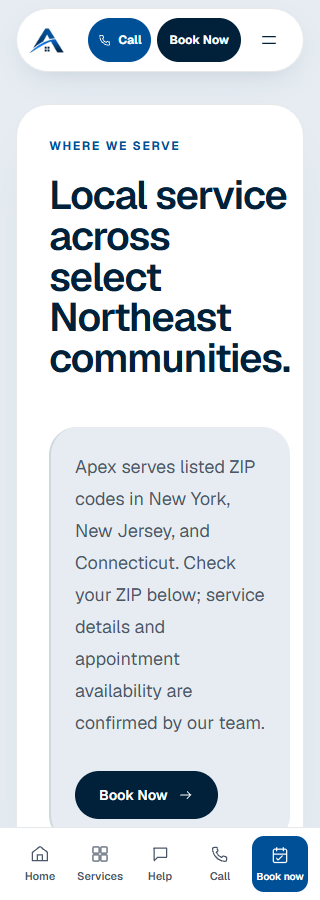 Call
Book Now
WHERE WE SERVE
Local service
across
select
Northeast
communities.
Apex serves listed ZIP
codes in New York,
New Jersey, and
Connecticut. Check
your ZIP below; service
details and
appointment
availability are
confirmed by our team.
Book Now
Home
Services
Help
Call
Book now